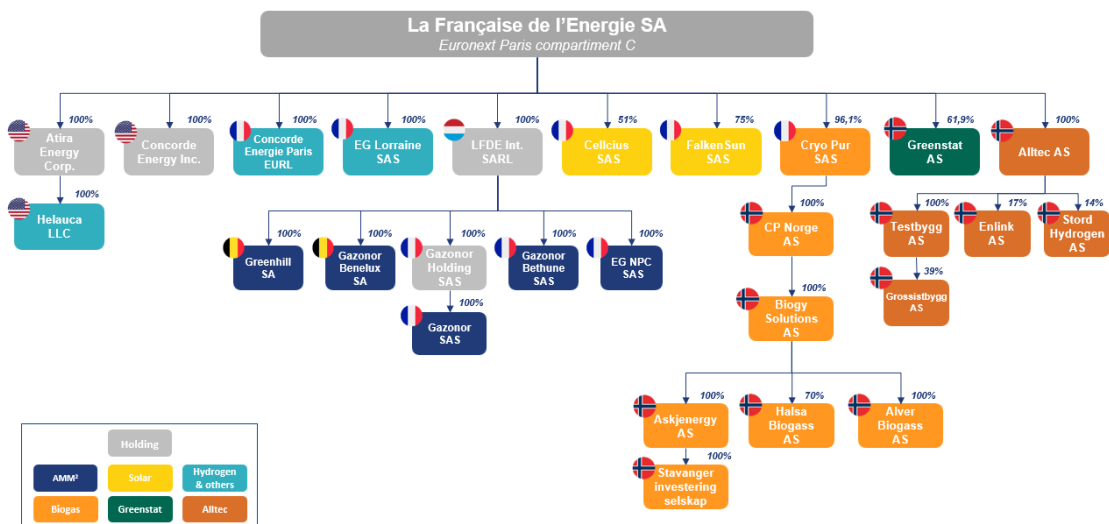 La Française de l'Energie SA
Euronext Paris compartiment C
100%
100%
100%
100%
100%
51%
75%
96,1%
61,9%
100%
Atira
Energy
Corp.
Concorde
Energy Inc.
Concorde
Energie Paris
EURL
EG Lorraine
SAS
LFDE Int.
SARL
Cellcius
SAS
FalkenSun
SAS
Cryo Pur
SAS
Greenstat
AS
Alltec AS
100%
Helauca
LLC
100%
100%
100%
100%
100%
Greenhill
SA
Gazonor
Benelux
SA
Gazonor
Holding
SAS
Gazonor
Bethune
SAS
EG NPC
SAS
100%
Gazonor
SAS
100%
CP Norge
AS
100%
Biogy
Solutions
AS
100%
17%
14%
Testbygg
AS
Enlink
AS
Stord
Hydrogen
AS
39%
Grossistbygg
AS
100%
70%
100%
Askjenergy
AS
Halsa
Biogass
AS
Alver
Biogass
AS
100%
Stavanger
investering
selskap
Holding
AMM²
Solar
Hydrogen
& others
Biogas
Greenstat
Alltec